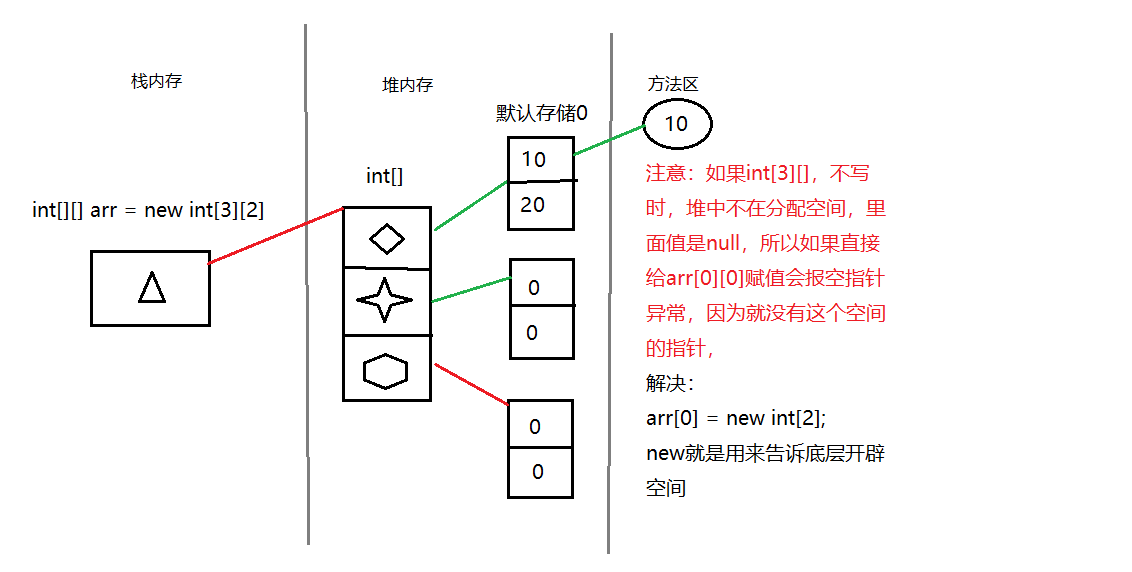 栈内存
堆内存
方法区
默认存储0
10
10
20
int[]
int[][] arr = new int[3][2]
0
0
0
0
注意：如果int[3][]，不写
时，堆中不在分配空间，里
面值是null，所以如果直接
给arr[0][0]赋值会报空指针
异常，因为就没有这个空间
的指针，
解决：
arr[0] = new int[2];
new就是用来告诉底层开辟
空间